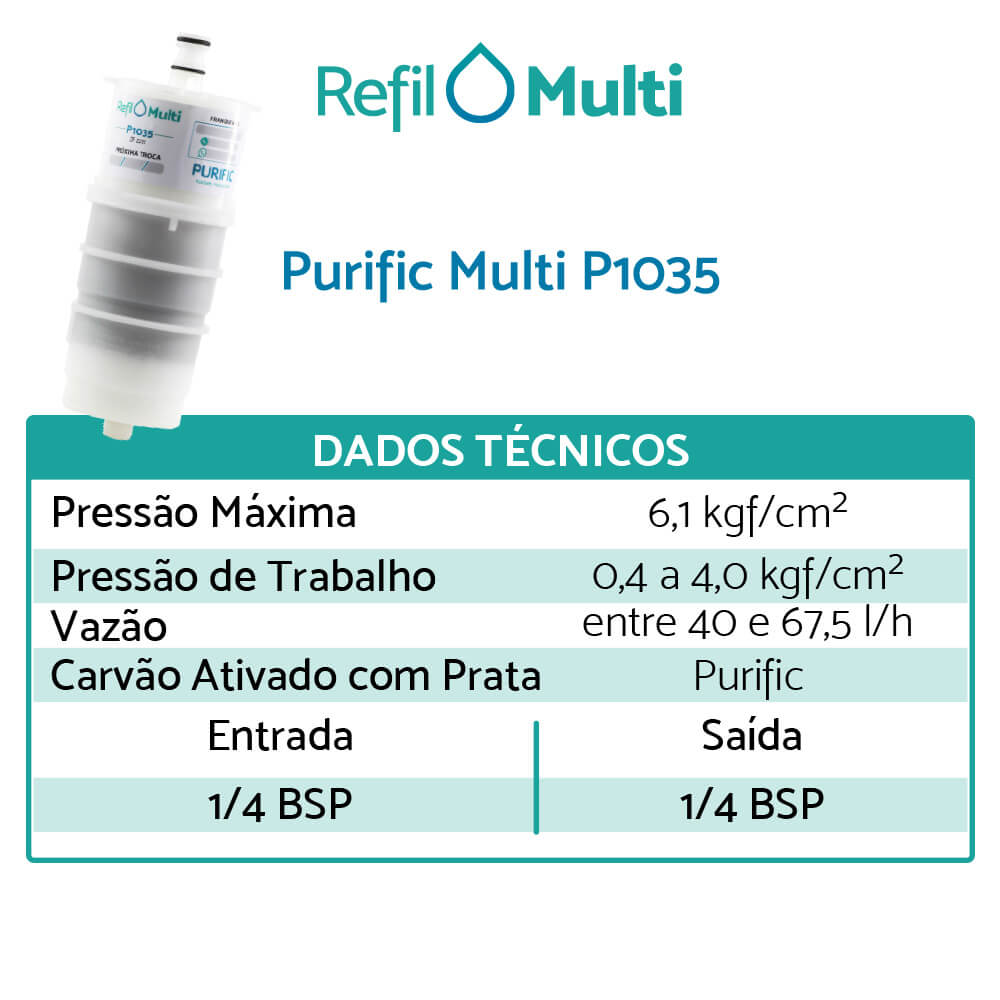 Refil Multi
Refil Multi
P1035
PRÓXIMA TROCA
PURIFIC
Purific Multi P1035
DADOS TÉCNICOS
Pressão Máxima 6,1 kgf/cm²
Pressão de Trabalho 0,4 a 4,0 kgf/cm²
Vazão entre 40 e 67,5 l/h
Carvão Ativado com Prata Purific
Entrada Saída
1/4 BSP 1/4 BSP